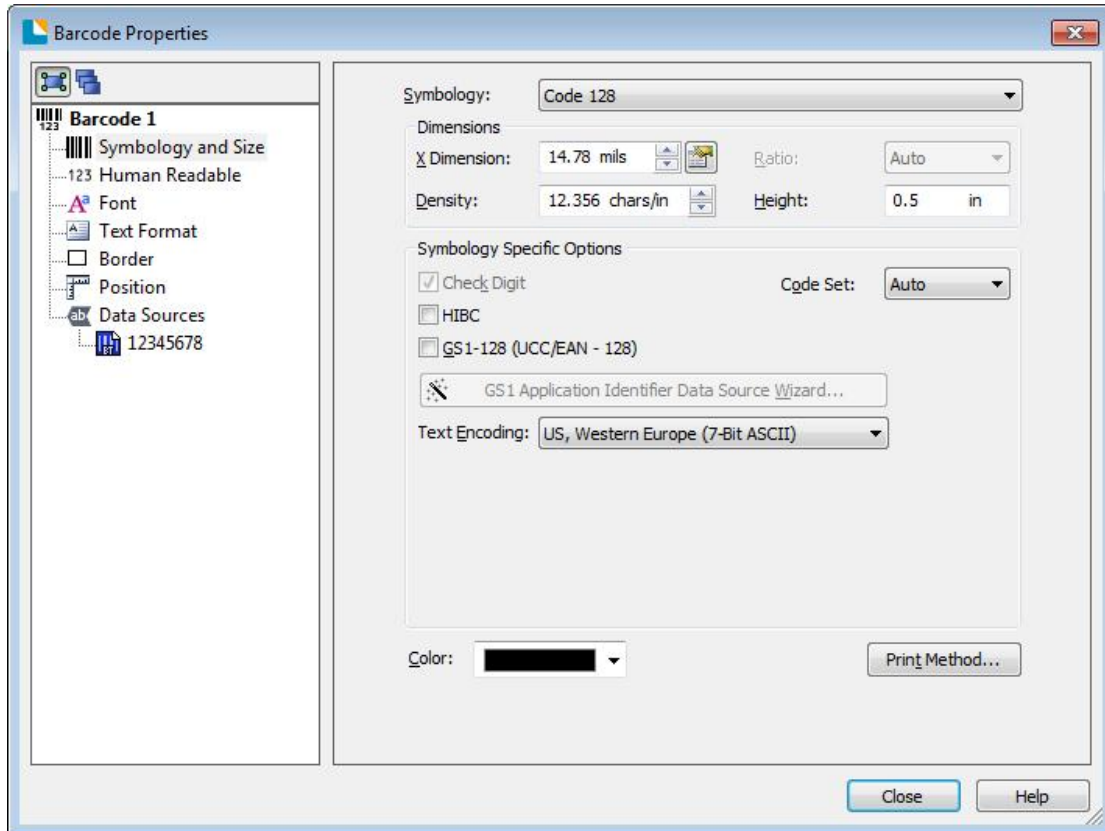 Barcode Properties
Barcode 1
Symbology and Size
123 Human Readable
Font
Text Format
Border
Position
Data Sources
12345678
Symbology: Code 128
Dimensions
X Dimension: 14.78 mils Ratio: Auto
Density: 12.356 chars/in Height: 0.5 in
Symbology Specific Options
Check Digit Code Set: Auto
HIBC
GS1-128 (UCC/EAN - 128)
GS1 Application Identifier Data Source Wizard...
Text Encoding: US, Western Europe (7-Bit ASCII)
Color: Print Method...
Close Help